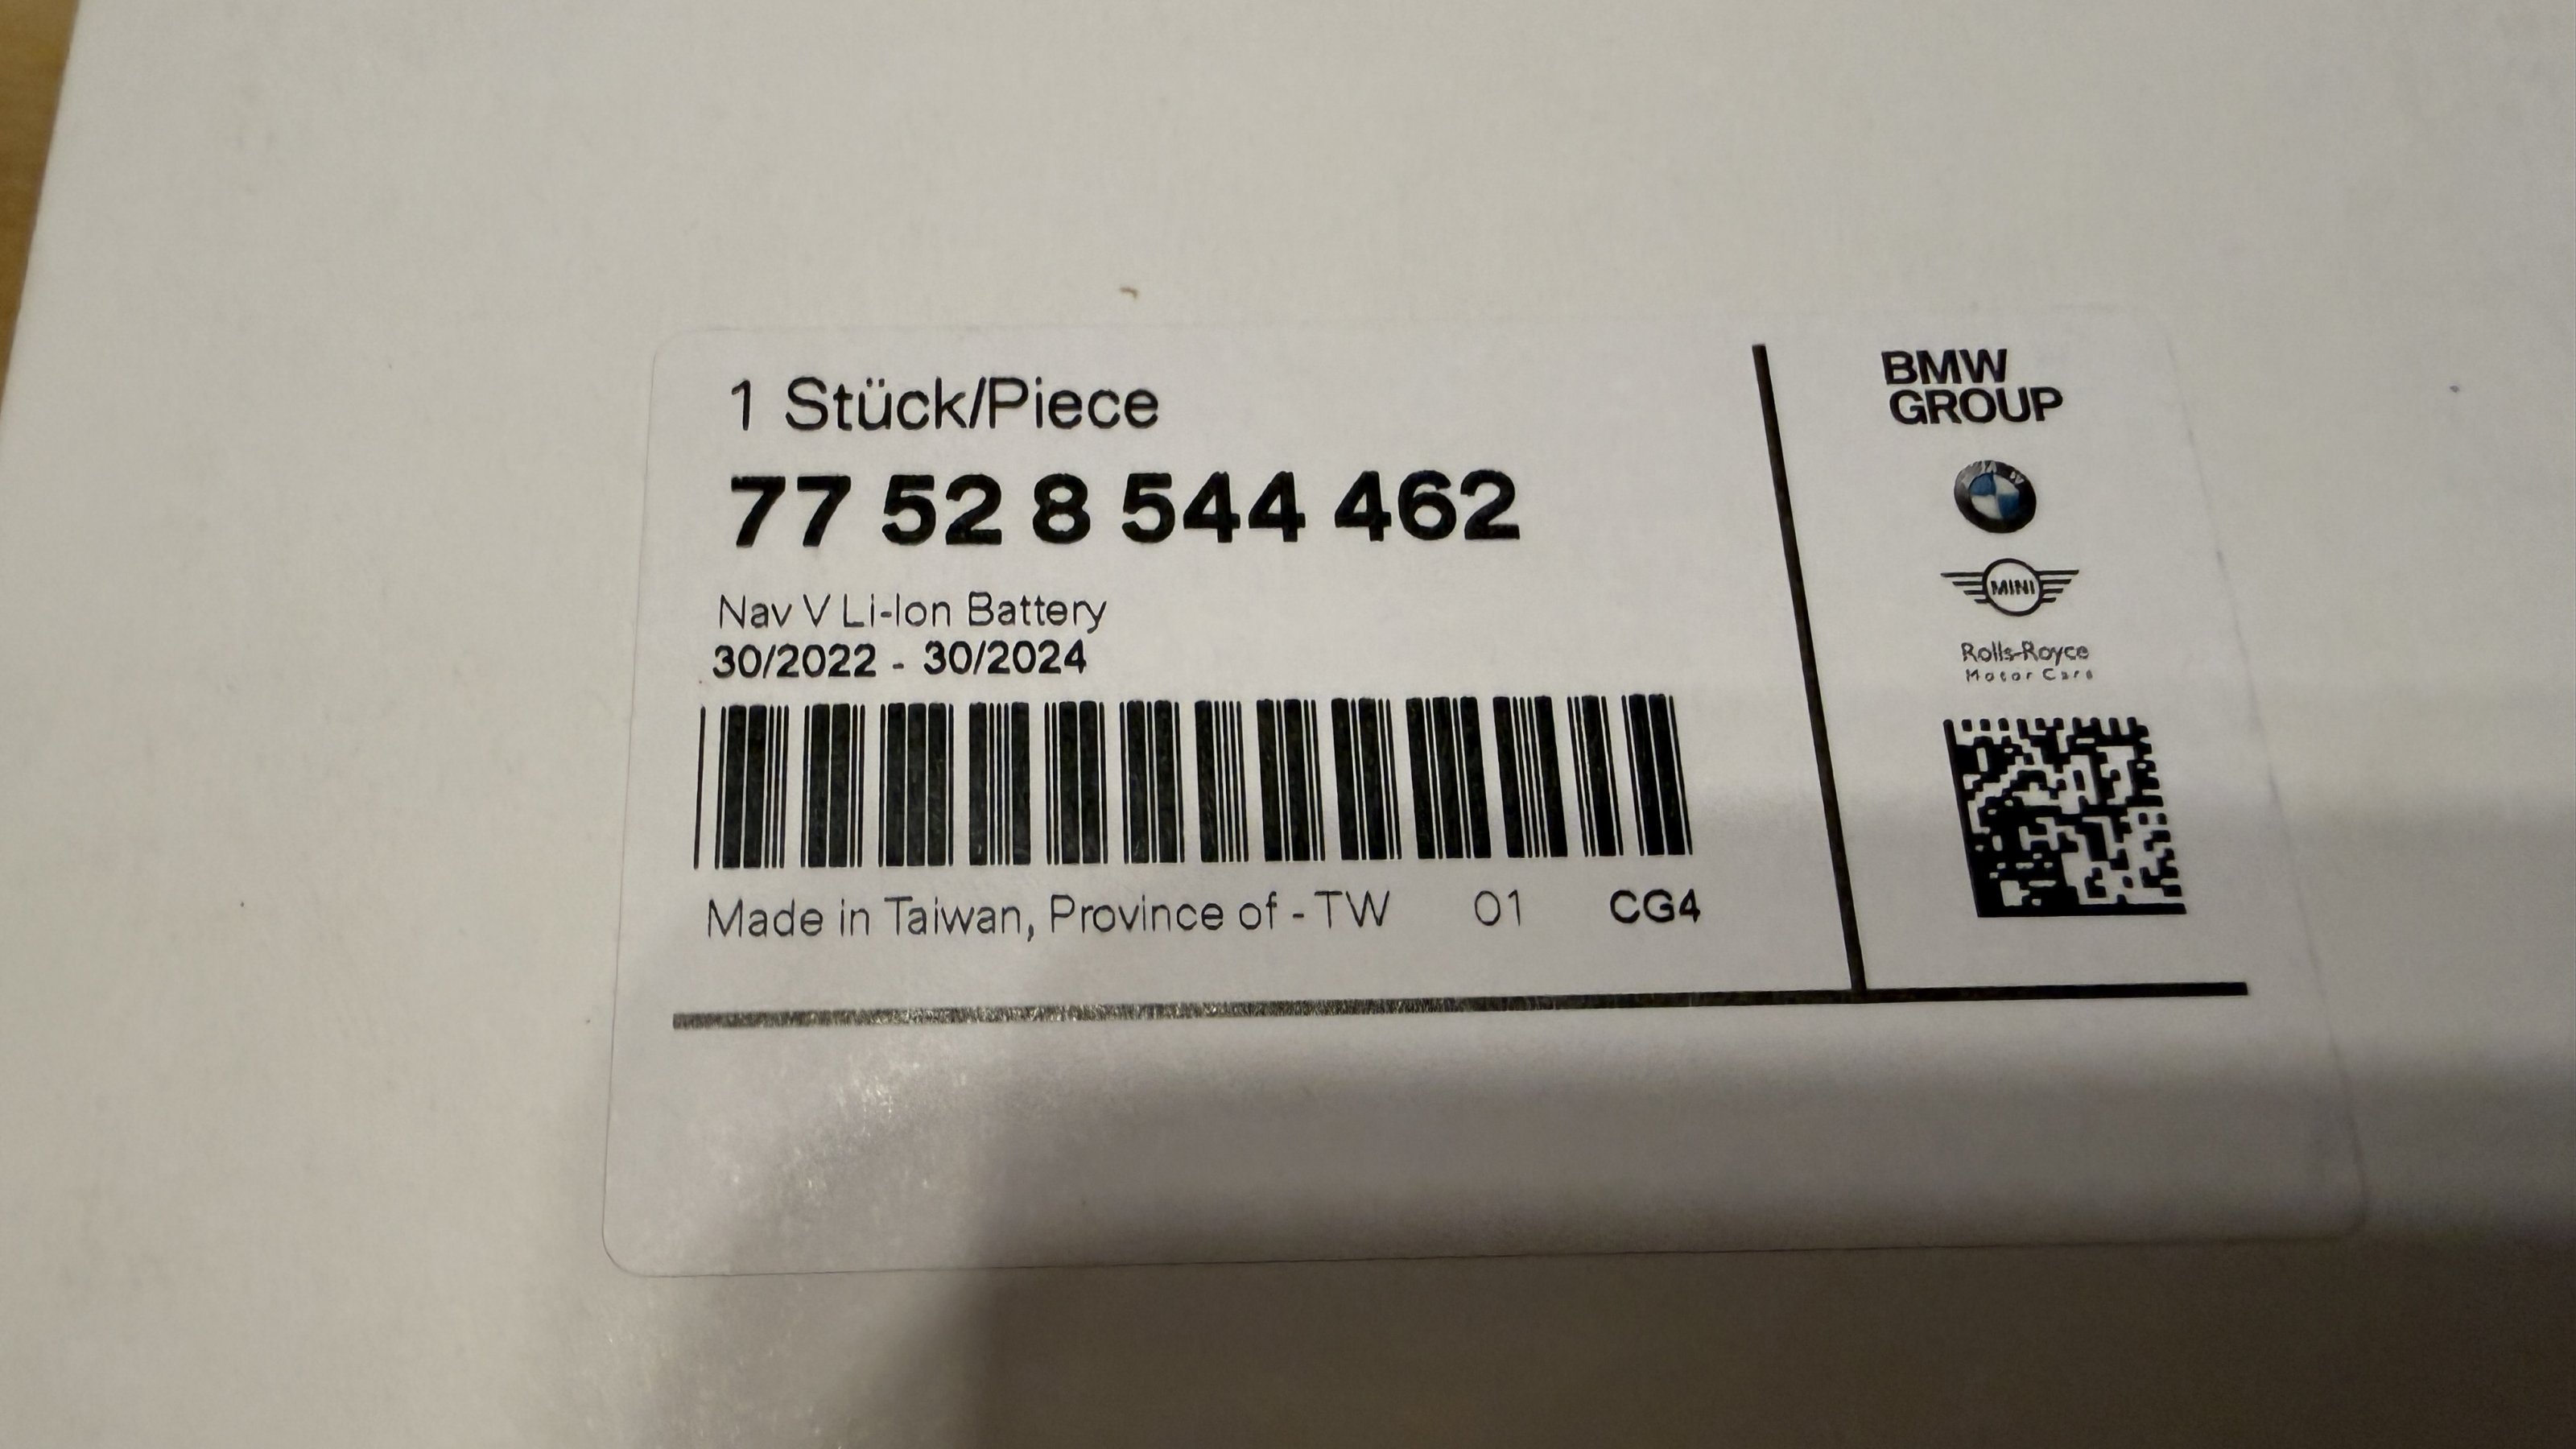 1 Stück/Piece
77 52 8 544 462
Nav V Li-Ion Battery
30/2022 - 30/2024
Made in Taiwan, Province of - TW 01 CG4
BMW
GROUP
MINI
Rolls-Royce
Motor Cars